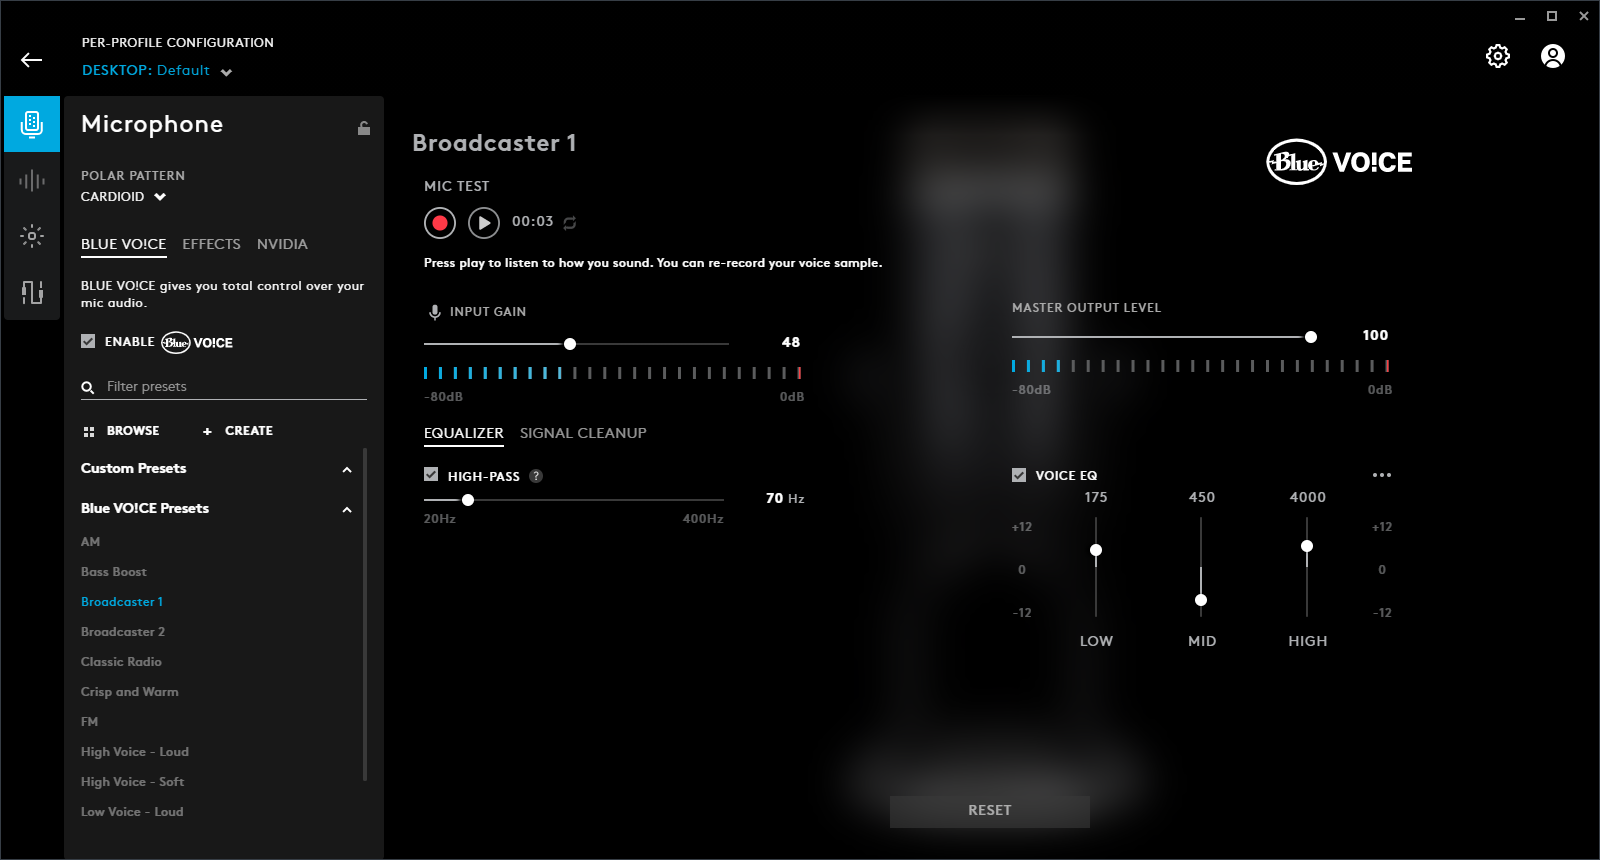 PER-PROFILE CONFIGURATION
DESKTOP: Default
Microphone
POLAR PATTERN
CARDIOID
BLUE VO!CE EFFECTS NVIDIA
BLUE VO!CE gives you total control over your
mic audio.
ENABLE Blue VO!CE
Filter presets
BROWSE + CREATE
Custom Presets
Blue VO!CE Presets
AM
Bass Boost
Broadcaster 1
Broadcaster 2
Classic Radio
Crisp and Warm
FM
High Voice - Loud
High Voice - Soft
Low Voice - Loud
Broadcaster 1
Blue VO!CE
MIC TEST
00:03
Press play to listen to how you sound. You can re-record your voice sample.
INPUT GAIN
48
-80dB 0dB
MASTER OUTPUT LEVEL
100
-80dB 0dB
EQUALIZER SIGNAL CLEANUP
HIGH-PASS ?
70 Hz
20Hz 400Hz
VOICE EQ
175 450 4000
+12 +12
0 0
-12 -12
LOW MID HIGH
RESET